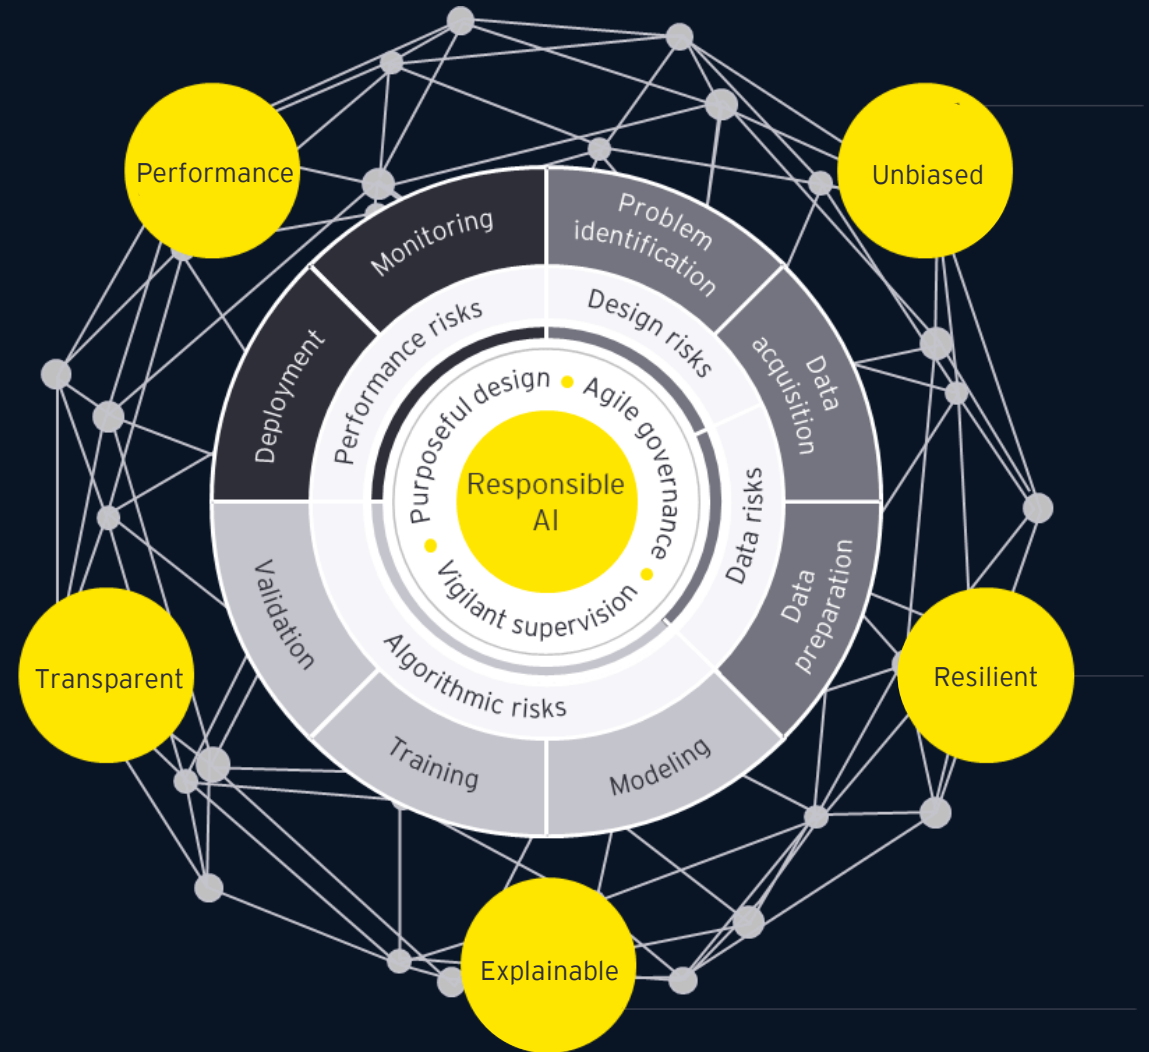 Performance
Unbiased
Monitoring
Problem
identification
Deployment
Performance risks
Design risks
Data
acquisition
Purposeful design
Agile governance
Responsible
AI
Data risks
Data
preparation
Vigilant supervision
Validation
Algorithmic risks
Training
Modeling
Transparent
Resilient
Explainable